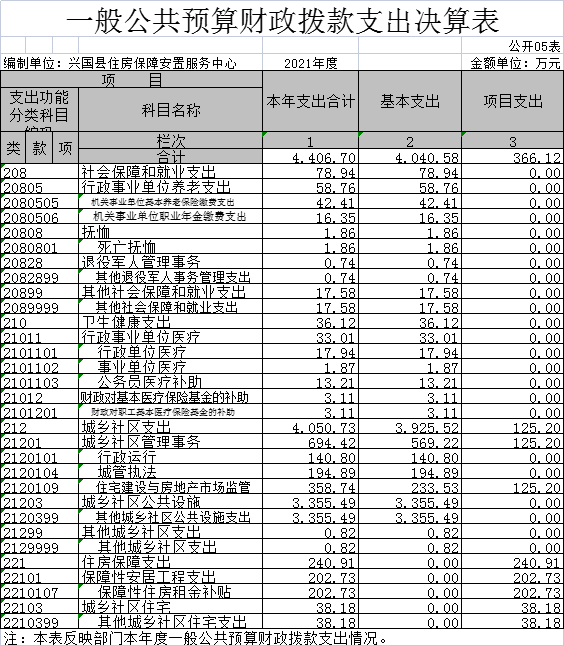 一般公共预算财政拨款支出决算表
公开05表
编制单位：兴国县住房保障安置服务中心 2021年度 金额单位：万元
项 目 本年支出合计 基本支出 项目支出
支出功能分类科目编码 科目名称
类 款 项 栏次 1 2 3
合计 4,406.70 4,040.58 366.12
208 社会保障和就业支出 78.94 78.94 0.00
20805 行政事业单位养老支出 58.76 58.76 0.00
2080505 机关事业单位基本养老保险缴费支出 42.41 42.41 0.00
2080506 机关事业单位职业年金缴费支出 16.35 16.35 0.00
20808 抚恤 1.86 1.86 0.00
2080801 死亡抚恤 1.86 1.86 0.00
20828 退役军人管理事务 0.74 0.74 0.00
2082899 其他退役军人事务管理支出 0.74 0.74 0.00
20899 其他社会保障和就业支出 17.58 17.58 0.00
2089999 其他社会保障和就业支出 17.58 17.58 0.00
210 卫生健康支出 36.12 36.12 0.00
21011 行政事业单位医疗 33.01 33.01 0.00
2101101 行政单位医疗 17.94 17.94 0.00
2101102 事业单位医疗 1.87 1.87 0.00
2101103 公务员医疗补助 13.21 13.21 0.00
21012 财政对基本医疗保险基金的补助 3.11 3.11 0.00
2101201 财政对职工基本医疗保险基金的补助 3.11 3.11 0.00
212 城乡社区支出 4,050.73 3,925.52 125.20
21201 城乡社区管理事务 694.42 569.22 125.20
2120101 行政运行 140.80 140.80 0.00
2120104 城管执法 194.89 194.89 0.00
2120109 住宅建设与房地产市场监管 358.74 233.53 125.20
21203 城乡社区公共设施 3,355.49 3,355.49 0.00
2120399 其他城乡社区公共设施支出 3,355.49 3,355.49 0.00
21299 其他城乡社区支出 0.82 0.82 0.00
2129999 其他城乡社区支出 0.82 0.82 0.00
221 住房保障支出 240.91 0.00 240.91
22101 保障性安居工程支出 202.73 0.00 202.73
2210107 保障性住房租金补贴 202.73 0.00 202.73
22103 城乡社区住宅 38.18 0.00 38.18
2210399 其他城乡社区住宅支出 38.18 0.00 38.18
注：本表反映部门本年度一般公共预算财政拨款支出情况。